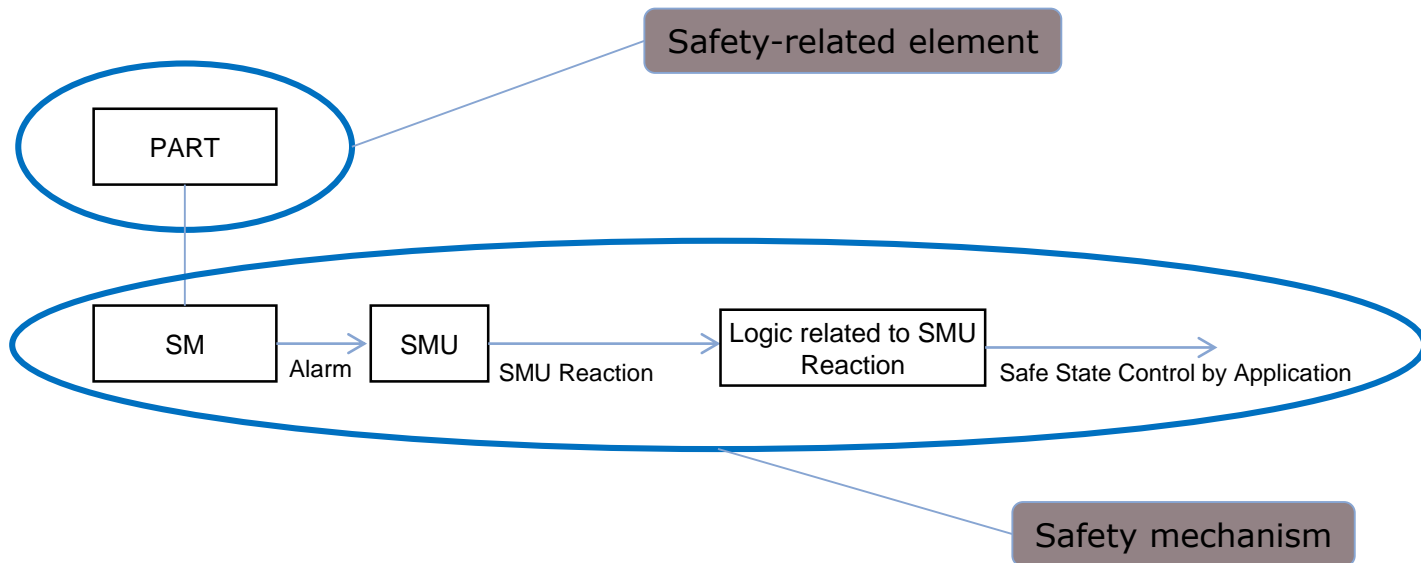 Safety-related element
PART
SM
Alarm
SMU
SMU Reaction
Logic related to SMU
Reaction
Safe State Control by Application
Safety mechanism